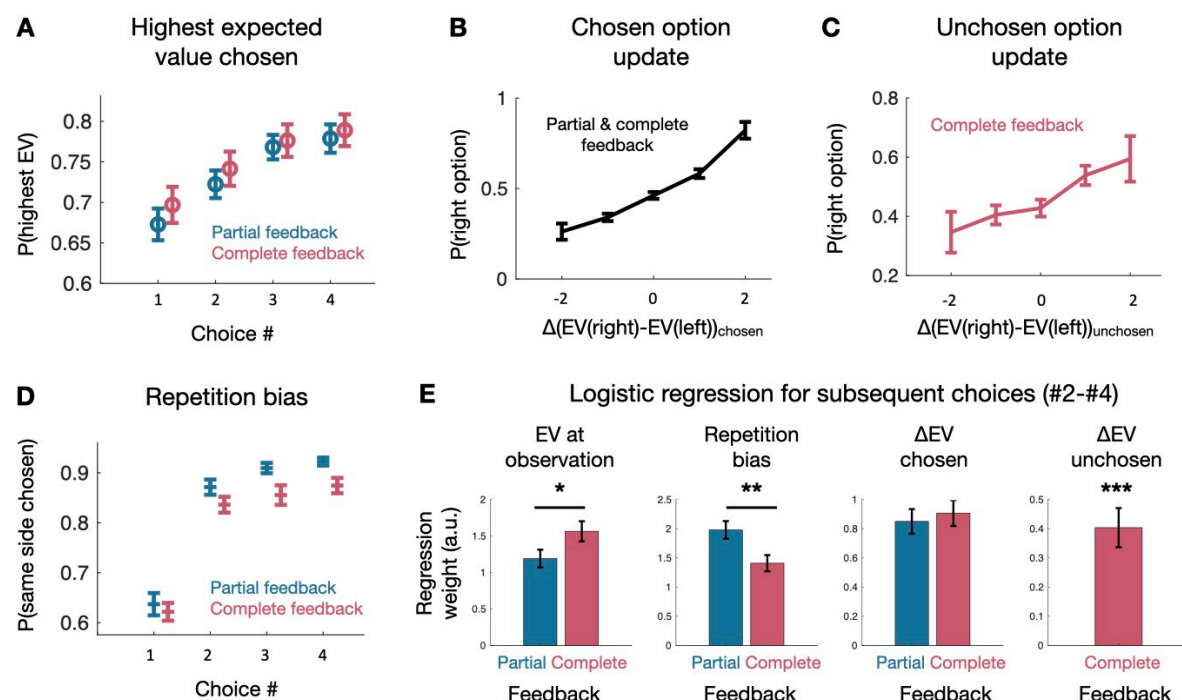 A
Highest expected
value chosen
P(highest EV)
0.8
0.75
0.7
0.65
0.6
Partial feedback
Complete feedback
1 2 3 4
Choice #
B
Chosen option
update
P(right option)
1
0.5
0
Partial & complete
feedback
-2 0 2
Δ(EV(right)-EV(left))chosen
C
Unchosen option
update
P(right option)
0.8
0.6
0.4
0.2
Complete feedback
-2 0 2
Δ(EV(right)-EV(left))unchosen
D
Repetition bias
P(same side chosen)
0.9
0.8
0.7
0.6
Partial feedback
Complete feedback
1 2 3 4
Choice #
E
Logistic regression for subsequent choices (#2-#4)
Regression
weight (a.u.)
EV at
observation
*
2
1.5
1
1.5
0
Partial Complete
Feedback
Repetition
bias
**
2.5
2
1.5
1
0.5
0
Partial Complete
Feedback
ΔEV
chosen
1
0.8
0.6
0.4
0.2
0
Partial Complete
Feedback
ΔEV
unchosen
***
0.5
0.4
0.3
0.2
0.1
0
Complete
Feedback